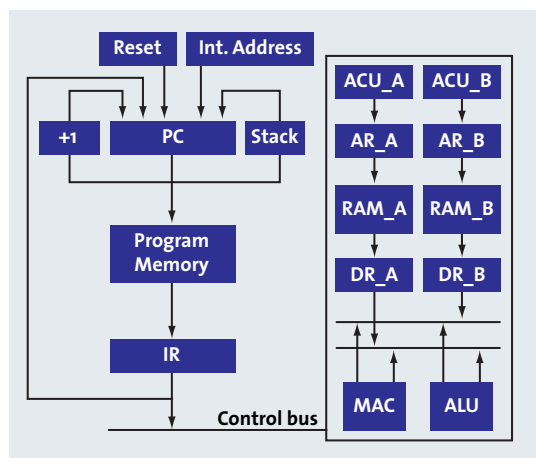 Reset
Int. Address
+1
PC
Stack
Program
Memory
IR
Control bus
ACU_A
ACU_B
AR_A
AR_B
RAM_A
RAM_B
DR_A
DR_B
MAC
ALU